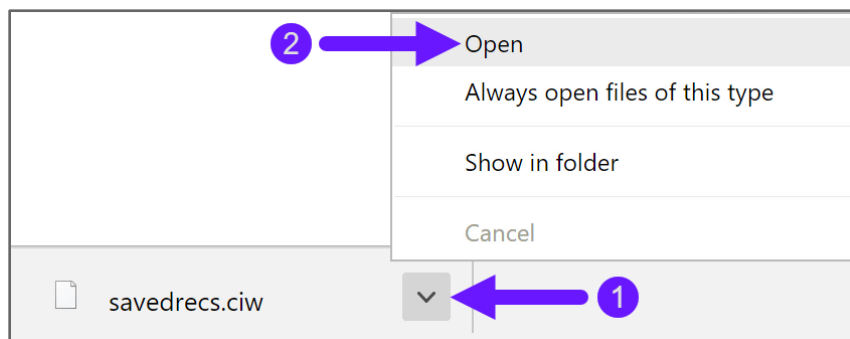 2
Open
Always open files of this type
Show in folder
Cancel
savedrecs.ciw
1